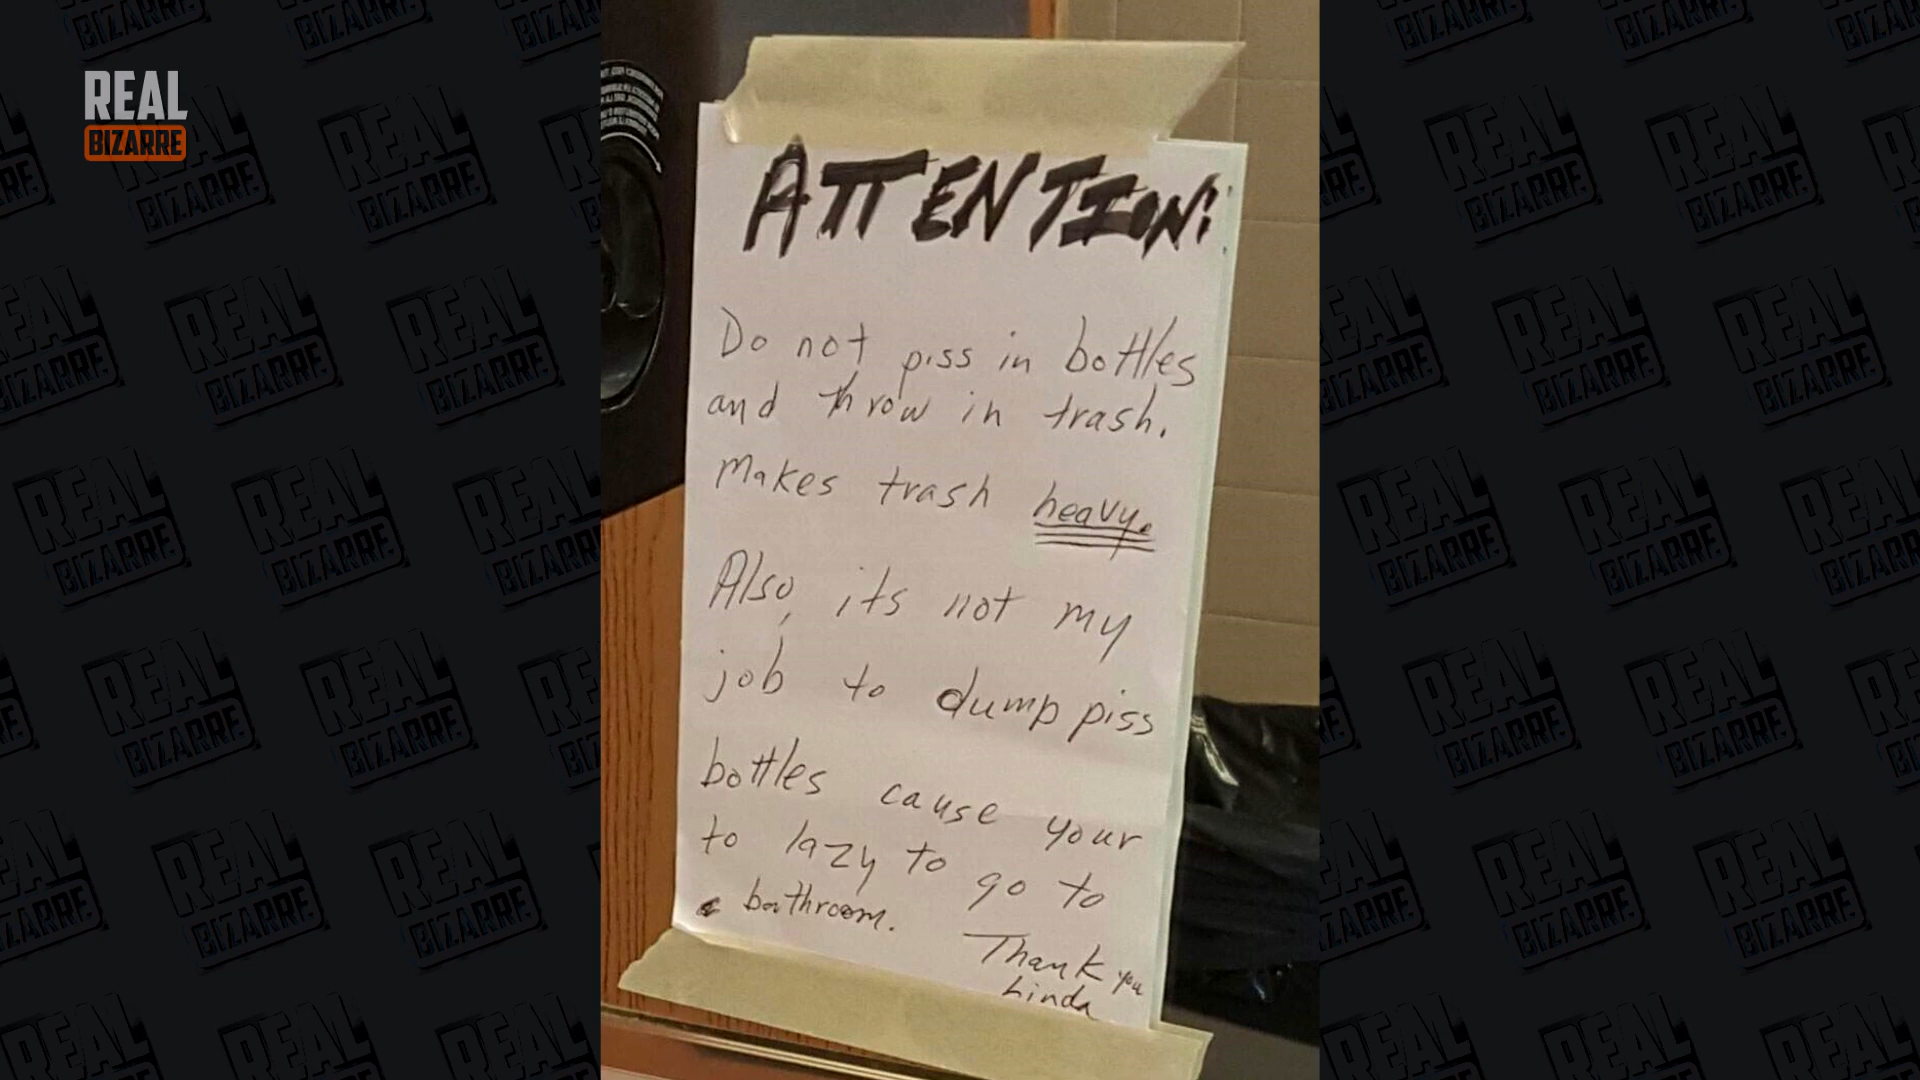 REAL
BIZARRE
ATTENTION!
Do not piss in bottles
and throw in trash.
Makes trash heavy.
Also, its not my
job to dump piss
bottles cause your
to lazy to go to
bathroom.
Thank you
Linda